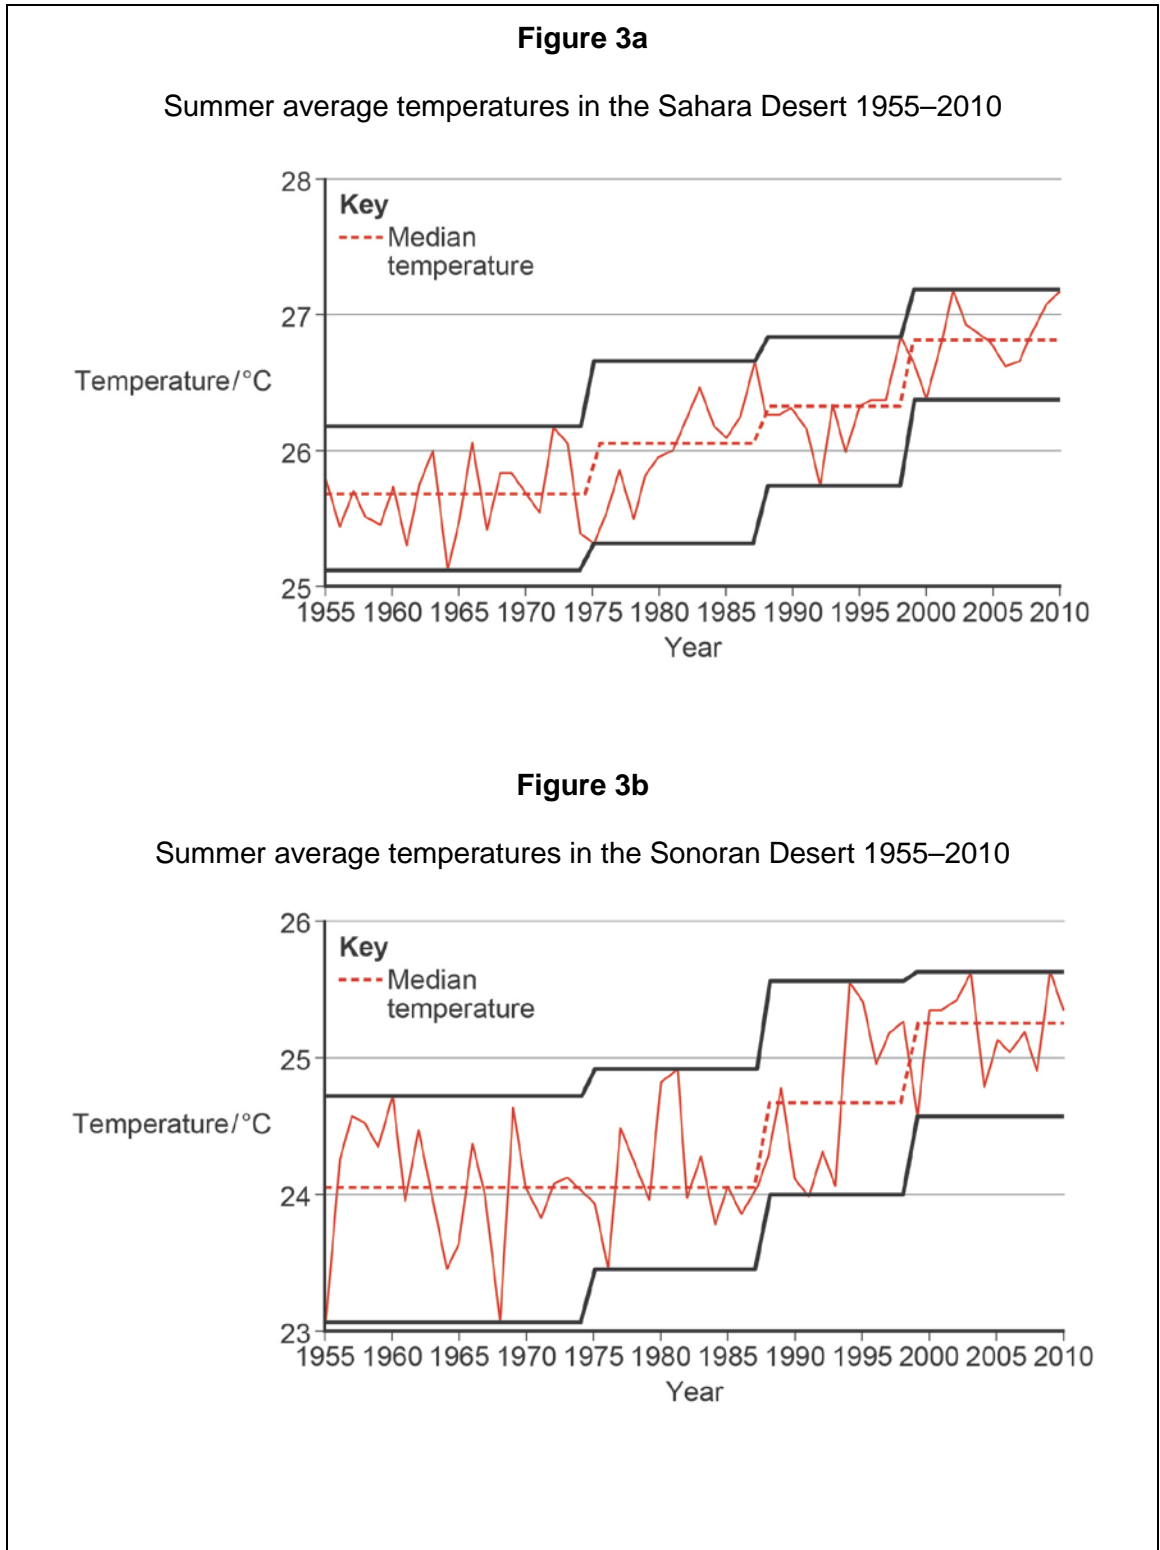 Figure 3a
Summer average temperatures in the Sahara Desert 1955–2010
28
Key
Median
temperature
27
Temperature/°C
26
25
1955 1960 1965 1970 1975 1980 1985 1990 1995 2000 2005 2010
Year
Figure 3b
Summer average temperatures in the Sonoran Desert 1955–2010
26
Key
Median
temperature
25
Temperature/°C
24
23
1955 1960 1965 1970 1975 1980 1985 1990 1995 2000 2005 2010
Year